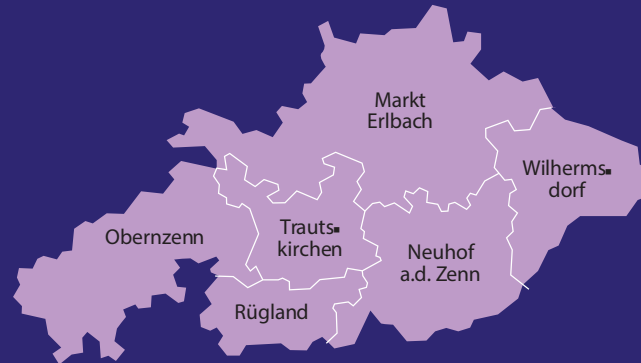 Markt
Erlbach
Wilherms-
dorf
Obernzenn
Trauts-
kirchen
Neuhof
a.d. Zenn
Rügland